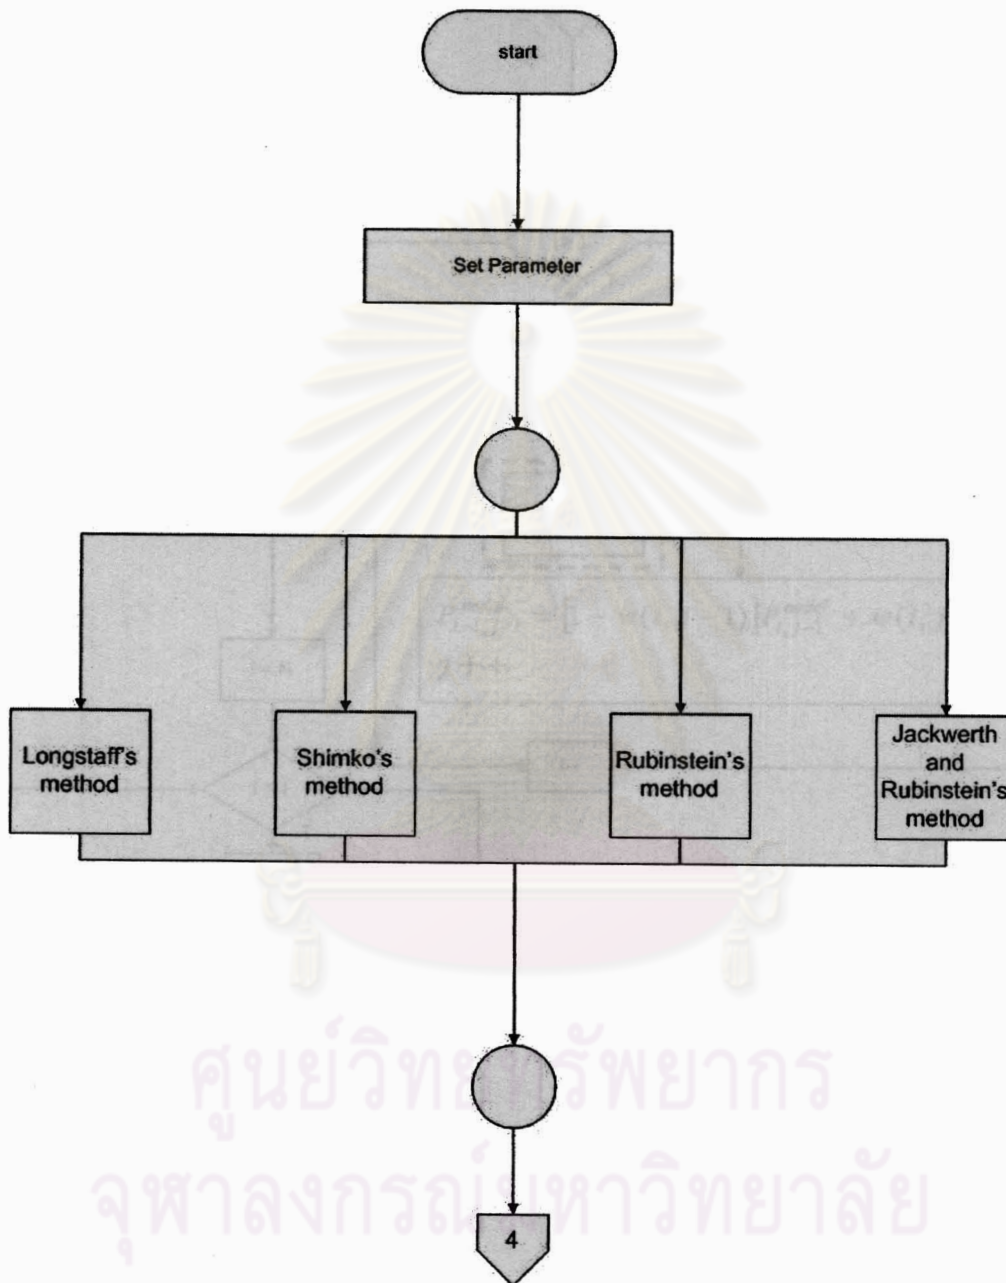 start
Set Parameter
Longstaff's
method
Shimko's
method
Rubinstein's
method
Jackwerth
and
Rubinstein's
method
ศูนย์วิทยทรัพยากร
จุฬาลงกรณ์มหาวิทยาลัย
4